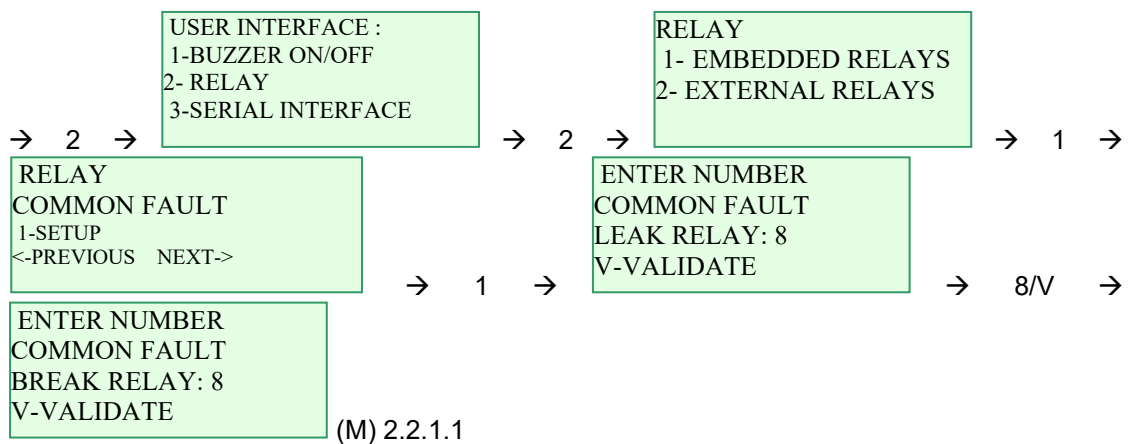 USER INTERFACE :
1-BUZZER ON/OFF
2- RELAY
3-SERIAL INTERFACE
→ 2 →
→ 2 →
RELAY
1- EMBEDDED RELAYS
2- EXTERNAL RELAYS
→ 1 →
RELAY
COMMON FAULT
1-SETUP
<-PREVIOUS NEXT->
→ 1 →
ENTER NUMBER
COMMON FAULT
LEAK RELAY: 8
V-VALIDATE
→ 8/V →
ENTER NUMBER
COMMON FAULT
BREAK RELAY: 8
V-VALIDATE
(M) 2.2.1.1